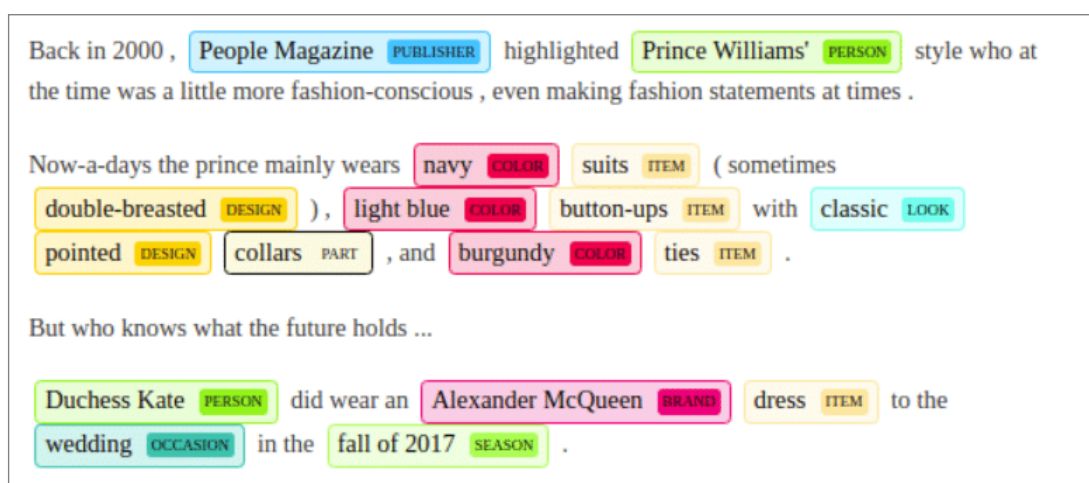 Back in 2000 , People Magazine PUBLISHER highlighted Prince Williams' PERSON style who at
the time was a little more fashion-conscious , even making fashion statements at times .
Now-a-days the prince mainly wears navy COLOR suits ITEM ( sometimes
double-breasted DESIGN ) , light blue COLOR button-ups ITEM with classic LOOK
pointed DESIGN collars PART , and burgundy COLOR ties ITEM .
But who knows what the future holds ...
Duchess Kate PERSON did wear an Alexander McQueen BRAND dress ITEM to the
wedding OCCASION in the fall of 2017 SEASON .